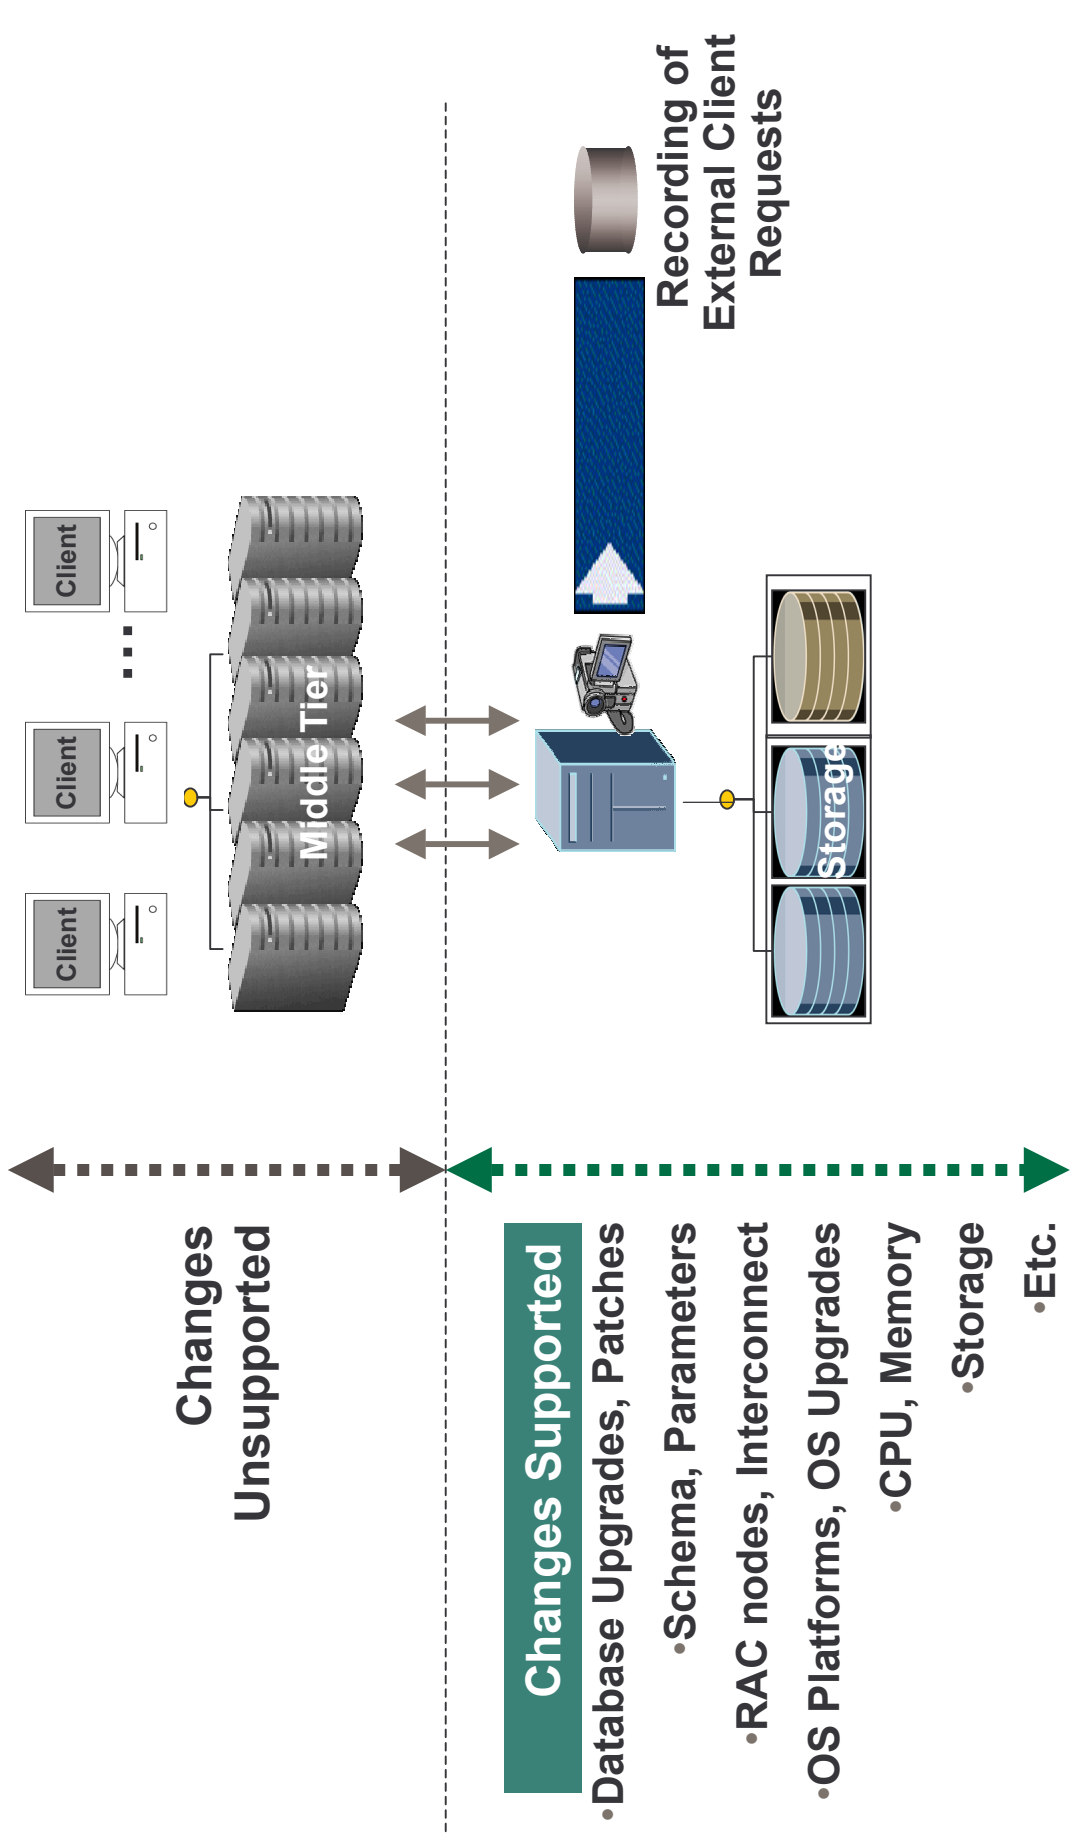 Changes
Unsupported
Client
Client
Client
...
Middle Tier
Changes Supported
•Database Upgrades, Patches
•Schema, Parameters
•RAC nodes, Interconnect
•OS Platforms, OS Upgrades
•CPU, Memory
•Storage
•Etc.
Storage
Recording of
External Client
Requests